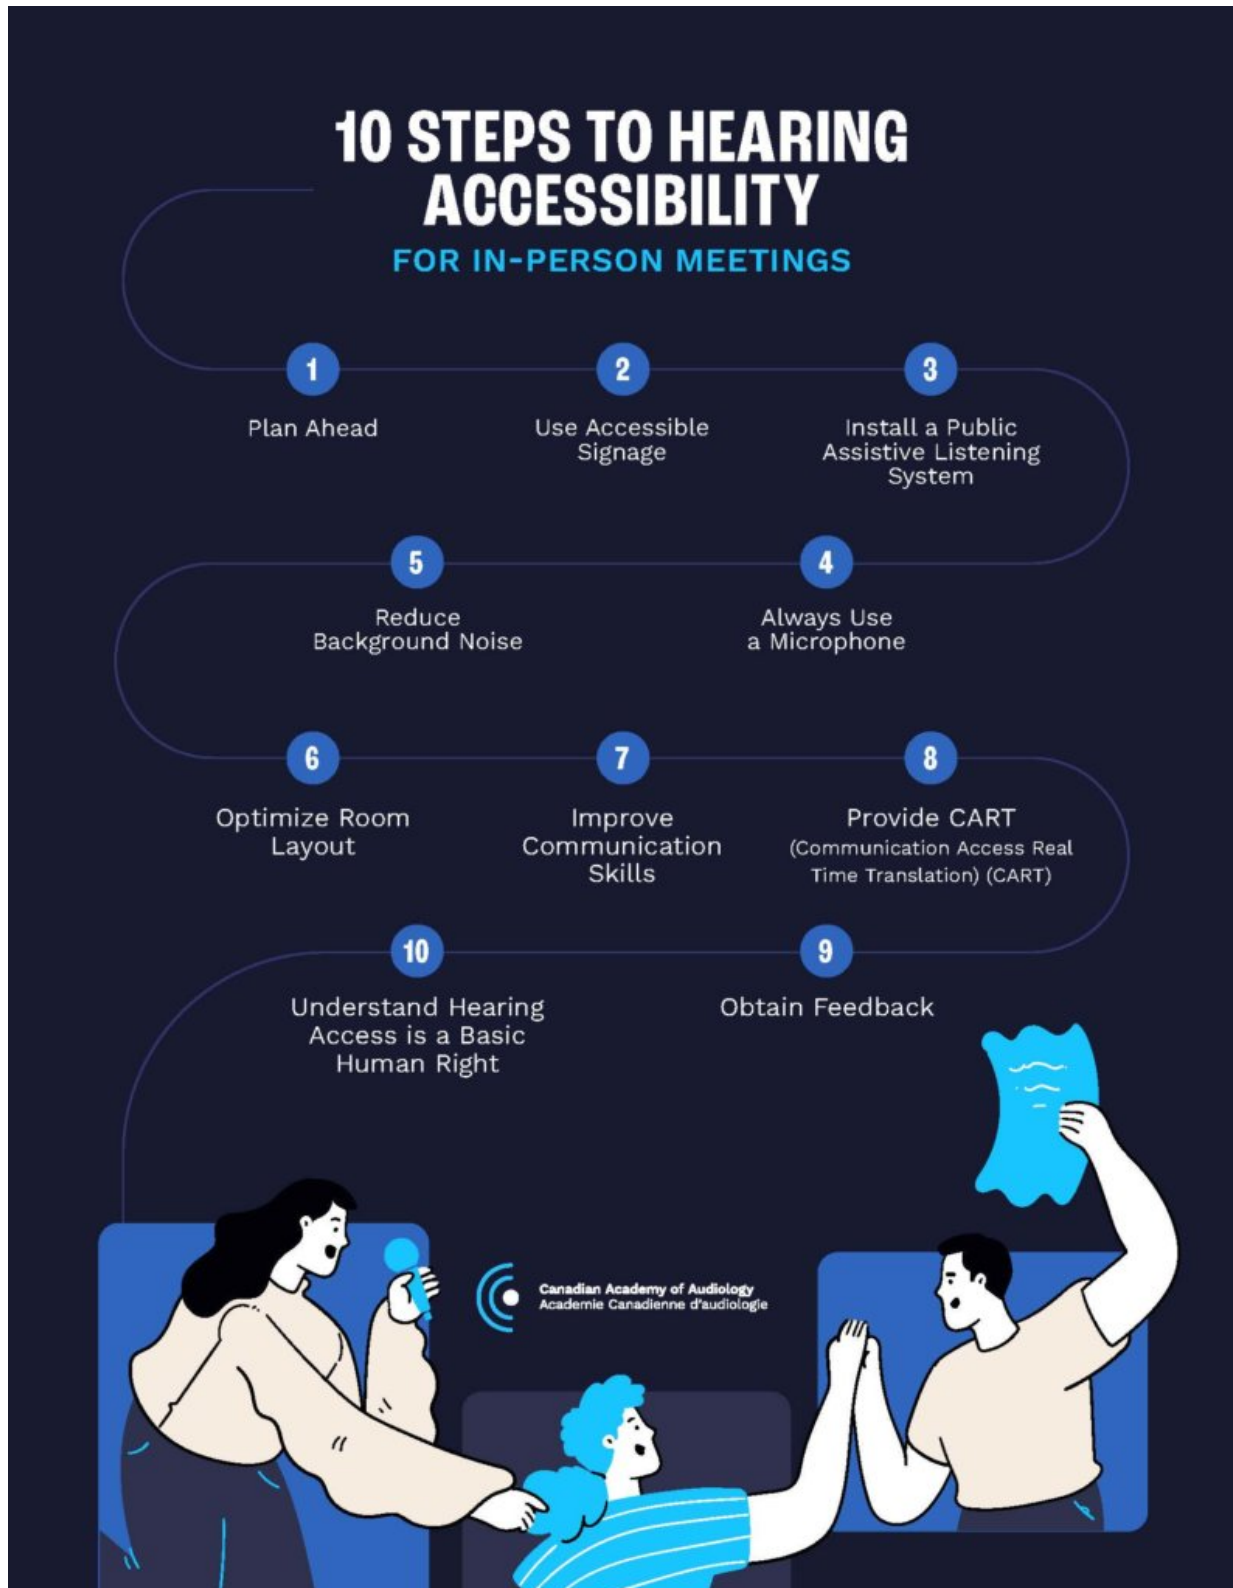 10 STEPS TO HEARING
ACCESSIBILITY
FOR IN-PERSON MEETINGS
1
Plan Ahead
2
Use Accessible
Signage
3
Install a Public
Assistive Listening
System
4
Always Use
a Microphone
5
Reduce
Background Noise
6
Optimize Room
Layout
7
Improve
Communication
Skills
8
Provide CART
(Communication Access Real
Time Translation) (CART)
9
Obtain Feedback
10
Understand Hearing
Access is a Basic
Human Right
Canadian Academy of Audiology
Academie Canadienne d'audiologie